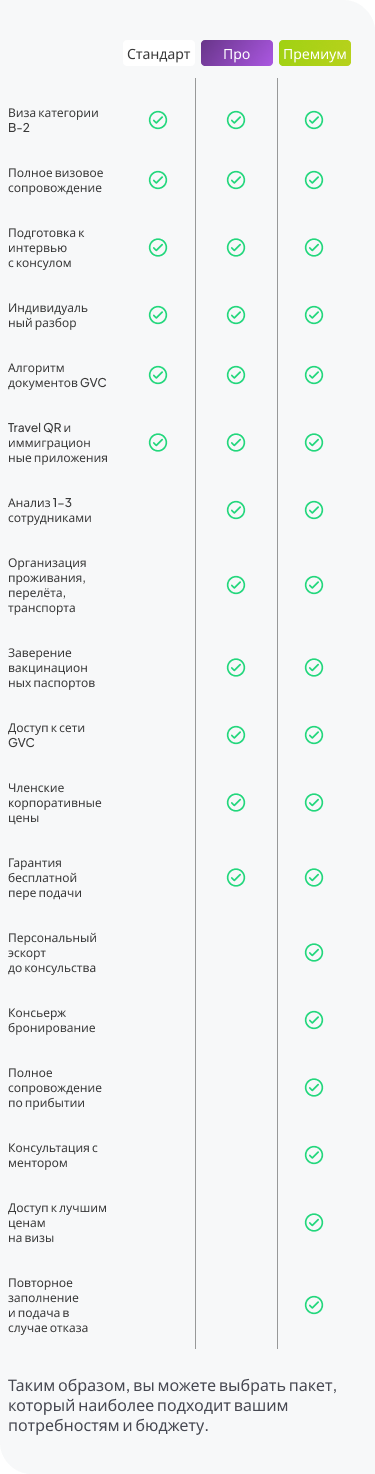 Стандарт Про Премиум
Виза категории
B-2
Полное визовое
сопровождение
Подготовка к
интервью
с консулом
Индивидуаль
ный разбор
Алгоритм
документов GVC
Travel QR и
иммиграцион
ные приложения
Анализ 1-3
сотрудниками
Организация
проживания,
перелёта,
транспорта
Заверение
вакцинацион
ных паспортов
Доступ к сети
GVC
Членские
корпоративные
цены
Гарантия
бесплатной
пере подачи
Персональный
эскорт
до консульства
Консьерж
бронирование
Полное
сопровождение
по прибытии
Консультация с
ментором
Доступ к лучшим
ценам
на визы
Повторное
заполнение
и подача в
случае отказа
Таким образом, вы можете выбрать пакет,
который наиболее подходит вашим
потребностям и бюджету.